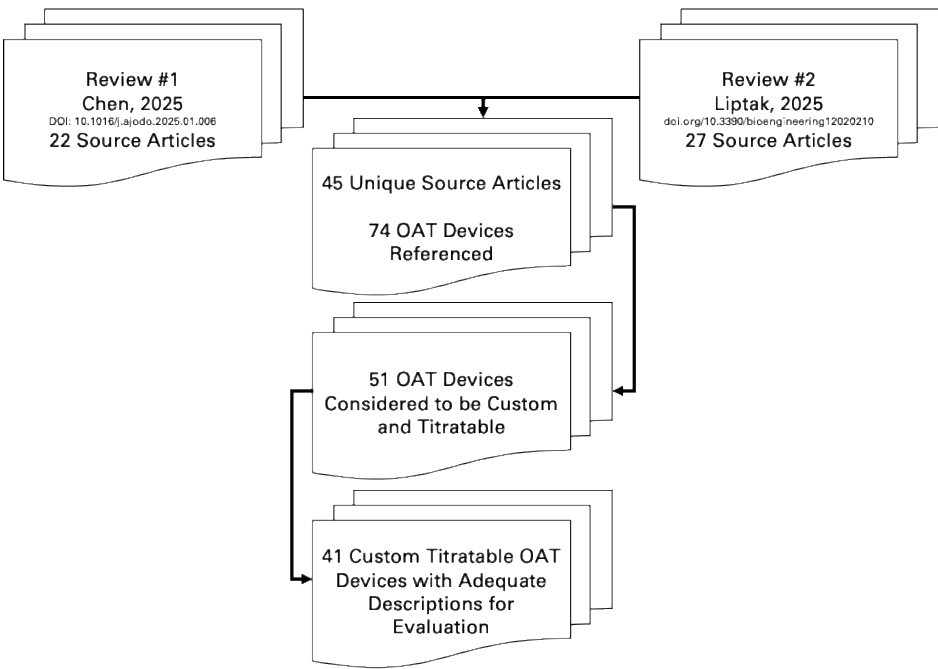 Review #1
Chen, 2025
DOI: 10.1016/j.ajodo.2025.01.006
22 Source Articles
Review #2
Liptak, 2025
doi.org/10.3390/bioengineering12020210
27 Source Articles
45 Unique Source Articles
74 OAT Devices
Referenced
51 OAT Devices
Considered to be Custom
and Titratable
41 Custom Titratable OAT
Devices with Adequate
Descriptions for
Evaluation